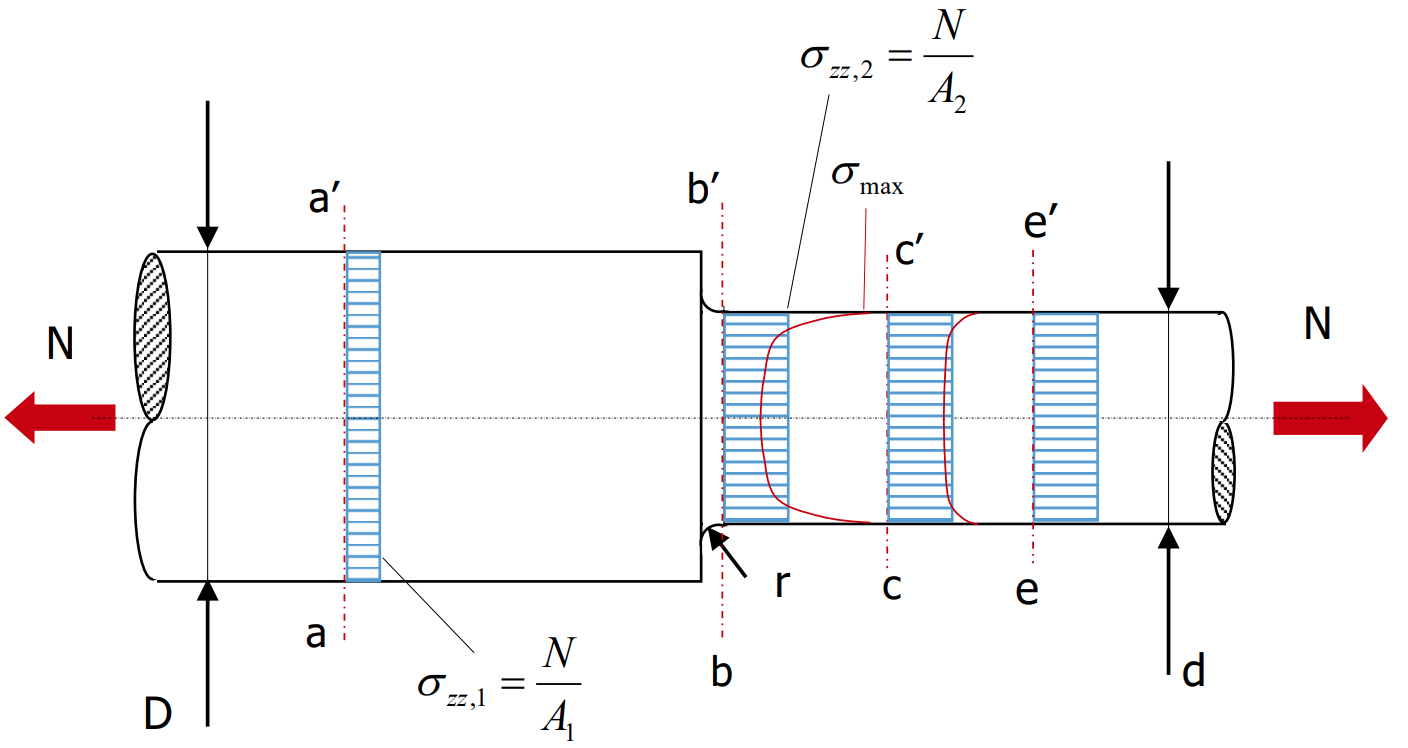 σzz,2 = N/A2
σmax
a′
b′
c′
e′
N
N
r
c
e
a
b
d
σzz,1 = N/A1
D